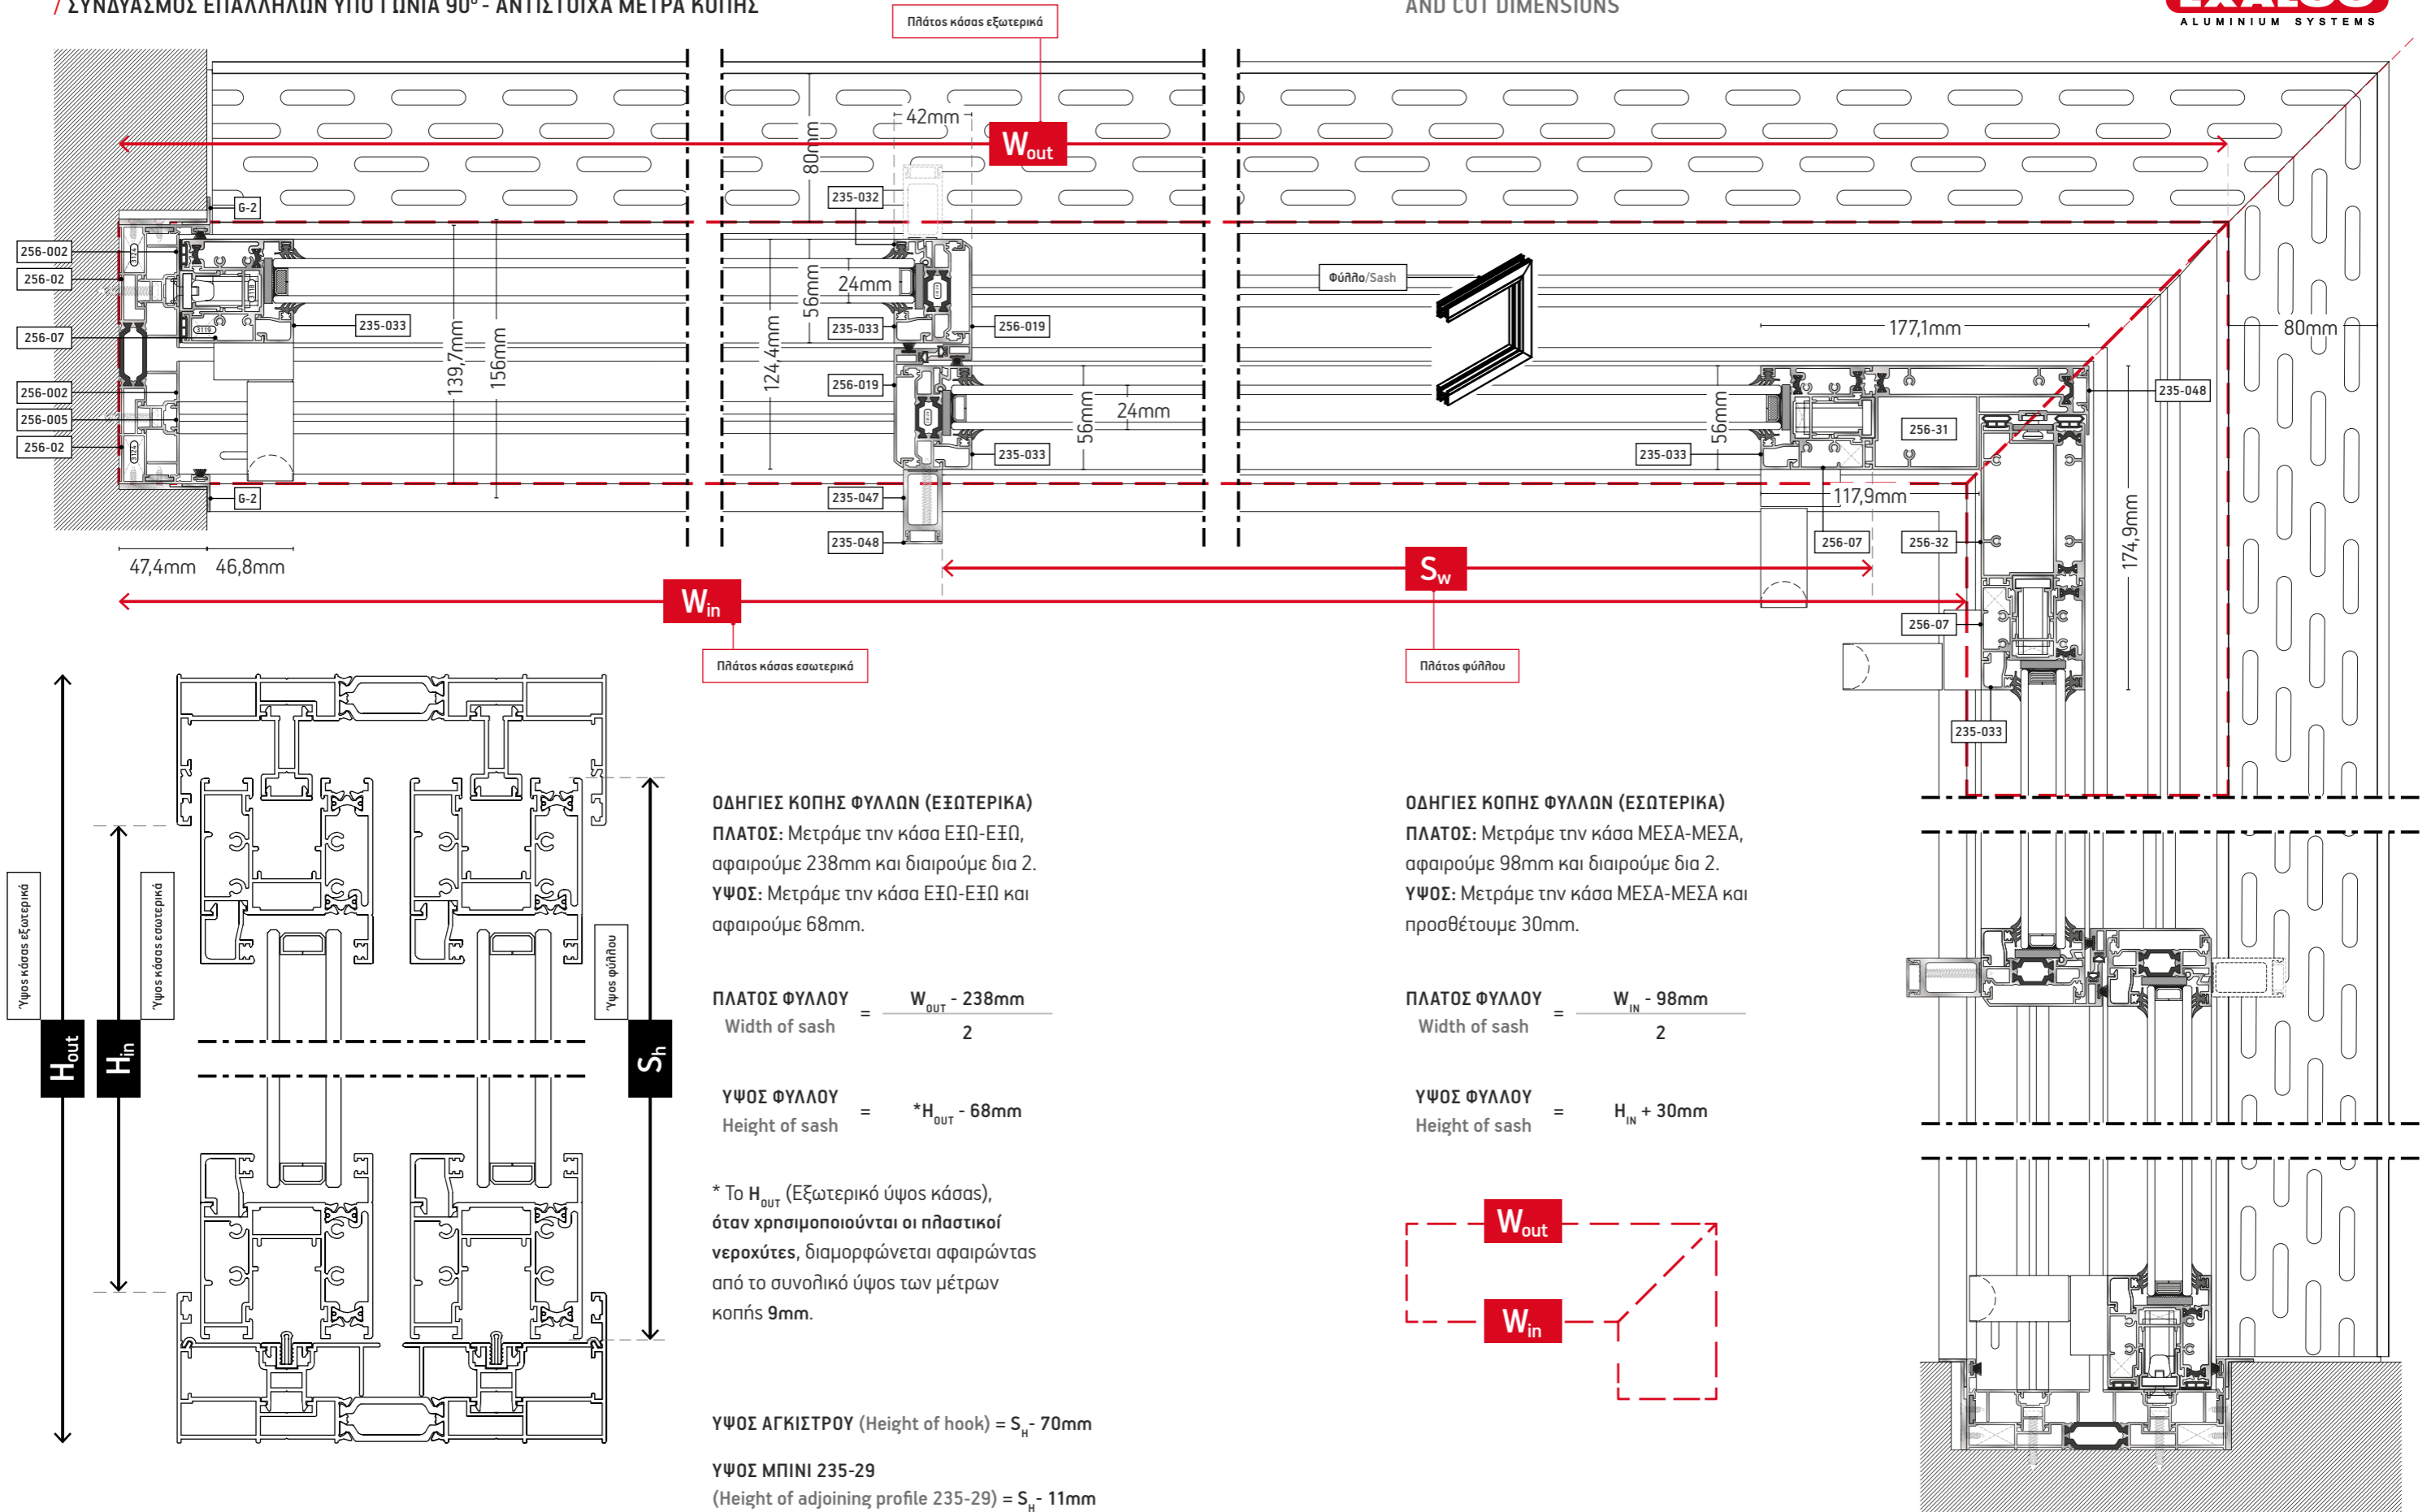 / ΣΥΝΔΥΑΣΜΟΣ ΕΠΑΛΛΗΛΩΝ ΥΠΟ ΓΩΝΙΑ 90° - ΑΝΤΙΣΤΟΙΧΑ ΜΕΤΡΑ ΚΟΠΗΣ
AND CUT DIMENSIONS
EXALCO
ALUMINIUM SYSTEMS
Πλάτος κάσας εξωτερικά
42mm
Wout
80mm
235-032
G-2
256-002
256-02
3124
3118
3119
56mm
24mm
235-033
235-033
256-019
256-07
139,7mm
156mm
124,4mm
Φύλλο/Sash
177,1mm
80mm
256-002
256-005
256-02
3124
256-019
56mm
24mm
235-033
56mm
235-033
256-31
235-048
G-2
235-047
235-048
117,9mm
256-07
256-32
174,9mm
47,4mm
46,8mm
Sw
Win
256-07
Πλάτος κάσας εσωτερικά
Πλάτος φύλλου
235-033
Ύψος κάσας εξωτερικά
Hout
Ύψος κάσας εσωτερικά
Hin
Ύψος φύλλου
Sh
ΟΔΗΓΙΕΣ ΚΟΠΗΣ ΦΥΛΛΩΝ (ΕΞΩΤΕΡΙΚΑ)
ΠΛΑΤΟΣ: Μετράμε την κάσα ΕΞΩ-ΕΞΩ,
αφαιρούμε 238mm και διαιρούμε δια 2.
ΥΨΟΣ: Μετράμε την κάσα ΕΞΩ-ΕΞΩ και
αφαιρούμε 68mm.
ΠΛΑΤΟΣ ΦΥΛΛΟΥ
Width of sash
=
WOUT - 238mm
2
ΥΨΟΣ ΦΥΛΛΟΥ
Height of sash
=
*HOUT - 68mm
* Το HOUT (Εξωτερικό ύψος κάσας),
όταν χρησιμοποιούνται οι πλαστικοί
νεροχύτες, διαμορφώνεται αφαιρώντας
από το συνολικό ύψος των μέτρων
κοπής 9mm.
ΥΨΟΣ ΑΓΚΙΣΤΡΟΥ (Height of hook) = SH- 70mm
ΥΨΟΣ ΜΠΙΝΙ 235-29
(Height of adjoining profile 235-29) = SH- 11mm
ΟΔΗΓΙΕΣ ΚΟΠΗΣ ΦΥΛΛΩΝ (ΕΣΩΤΕΡΙΚΑ)
ΠΛΑΤΟΣ: Μετράμε την κάσα ΜΕΣΑ-ΜΕΣΑ,
αφαιρούμε 98mm και διαιρούμε δια 2.
ΥΨΟΣ: Μετράμε την κάσα ΜΕΣΑ-ΜΕΣΑ και
προσθέτουμε 30mm.
ΠΛΑΤΟΣ ΦΥΛΛΟΥ
Width of sash
=
WIN - 98mm
2
ΥΨΟΣ ΦΥΛΛΟΥ
Height of sash
=
HIN + 30mm
Wout
Win